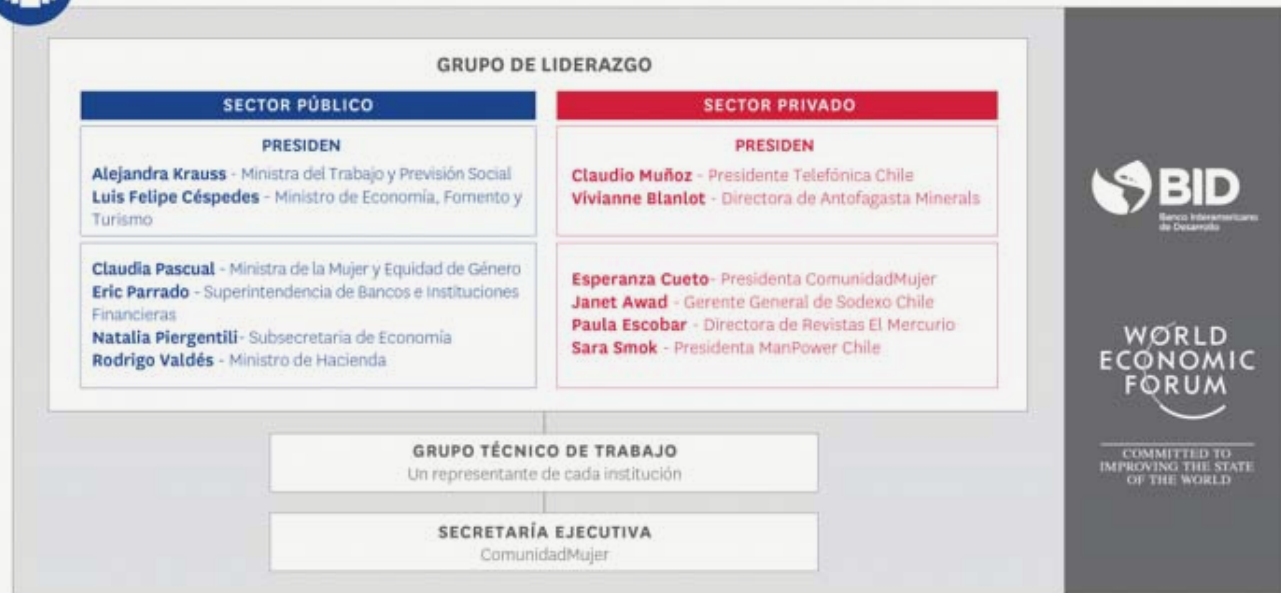 GRUPO DE LIDERAZGO
SECTOR PÚBLICO
PRESIDEN
Alejandra Krauss - Ministra del Trabajo y Previsión Social
Luis Felipe Céspedes - Ministro de Economía, Fomento y
Turismo
Claudia Pascual - Ministra de la Mujer y Equidad de Género
Eric Parrado - Superintendencia de Bancos e Instituciones
Financieras
Natalia Piergentili- Subsecretaria de Economía
Rodrigo Valdés - Ministro de Hacienda
SECTOR PRIVADO
PRESIDEN
Claudio Muñoz - Presidente Telefónica Chile
Vivianne Blanlot - Directora de Antofagasta Minerals
Esperanza Cueto- Presidenta ComunidadMujer
Janet Awad - Gerente General de Sodexo Chile
Paula Escobar - Directora de Revistas El Mercurio
Sara Smok - Presidenta ManPower Chile
GRUPO TÉCNICO DE TRABAJO
Un representante de cada institución
SECRETARÍA EJECUTIVA
ComunidadMujer
BID
Banco Interamericano
de Desarrollo
WORLD
ECONOMIC
FORUM
COMMITTED TO
IMPROVING THE STATE
OF THE WORLD